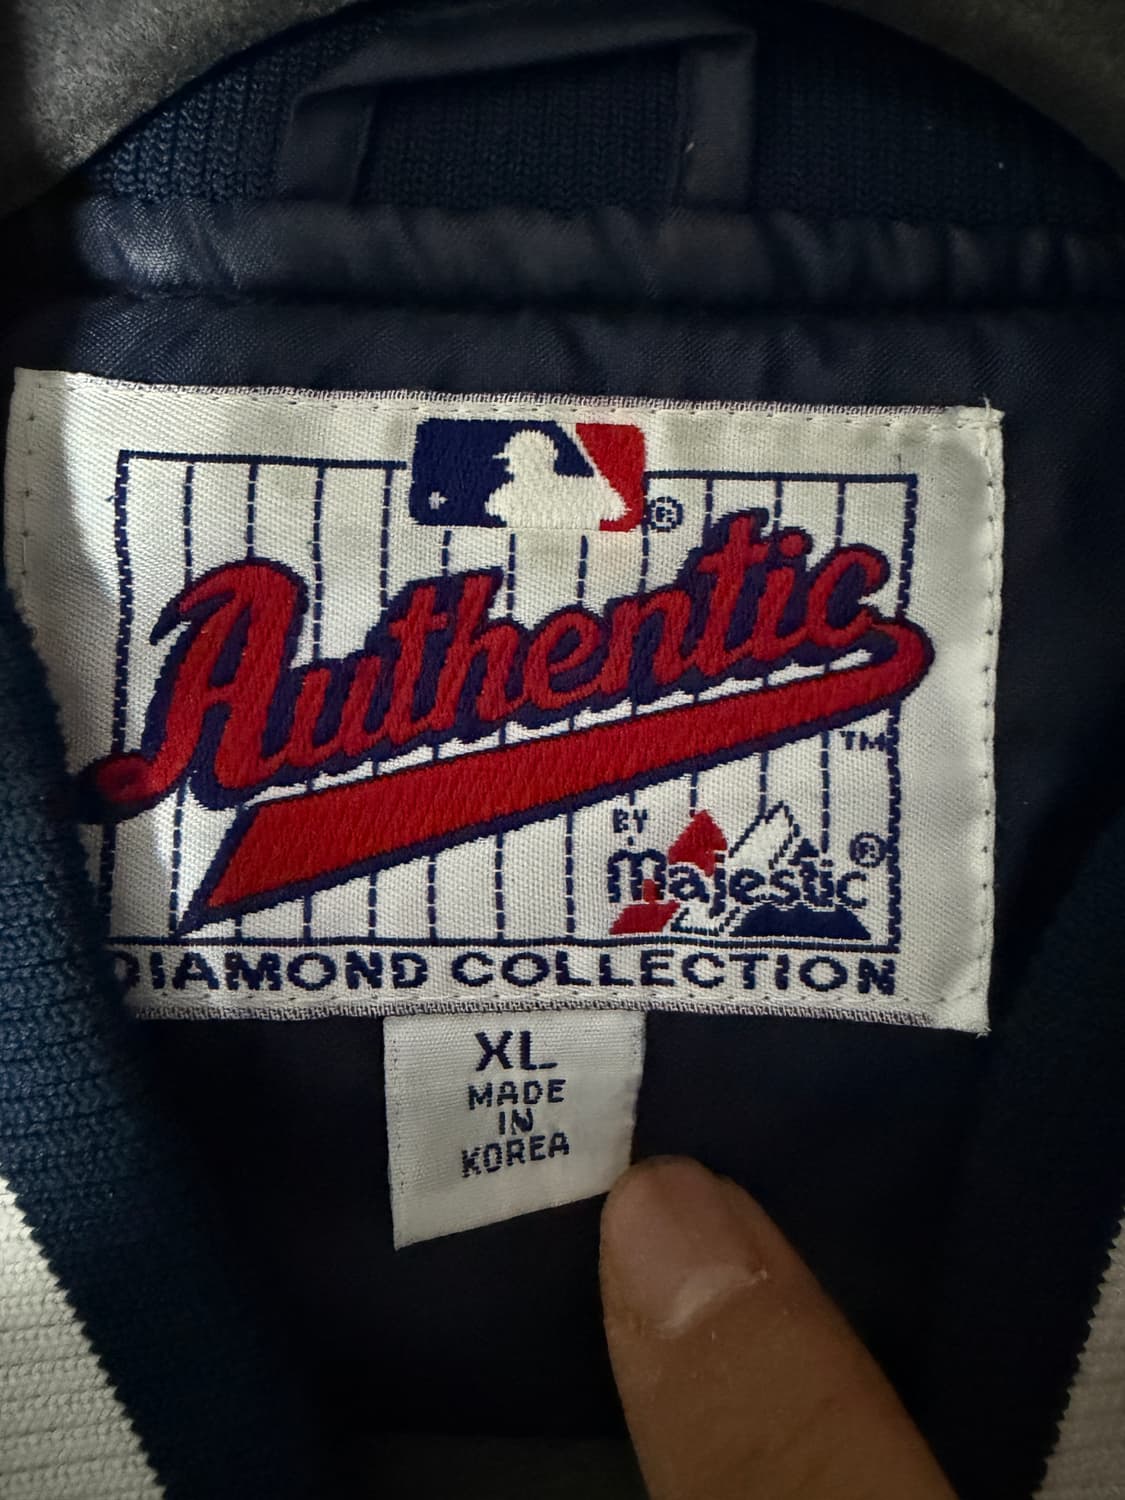 ®
Authentic
TM
BY
majestic®
DIAMOND COLLECTION
XL
MADE
IN
KOREA